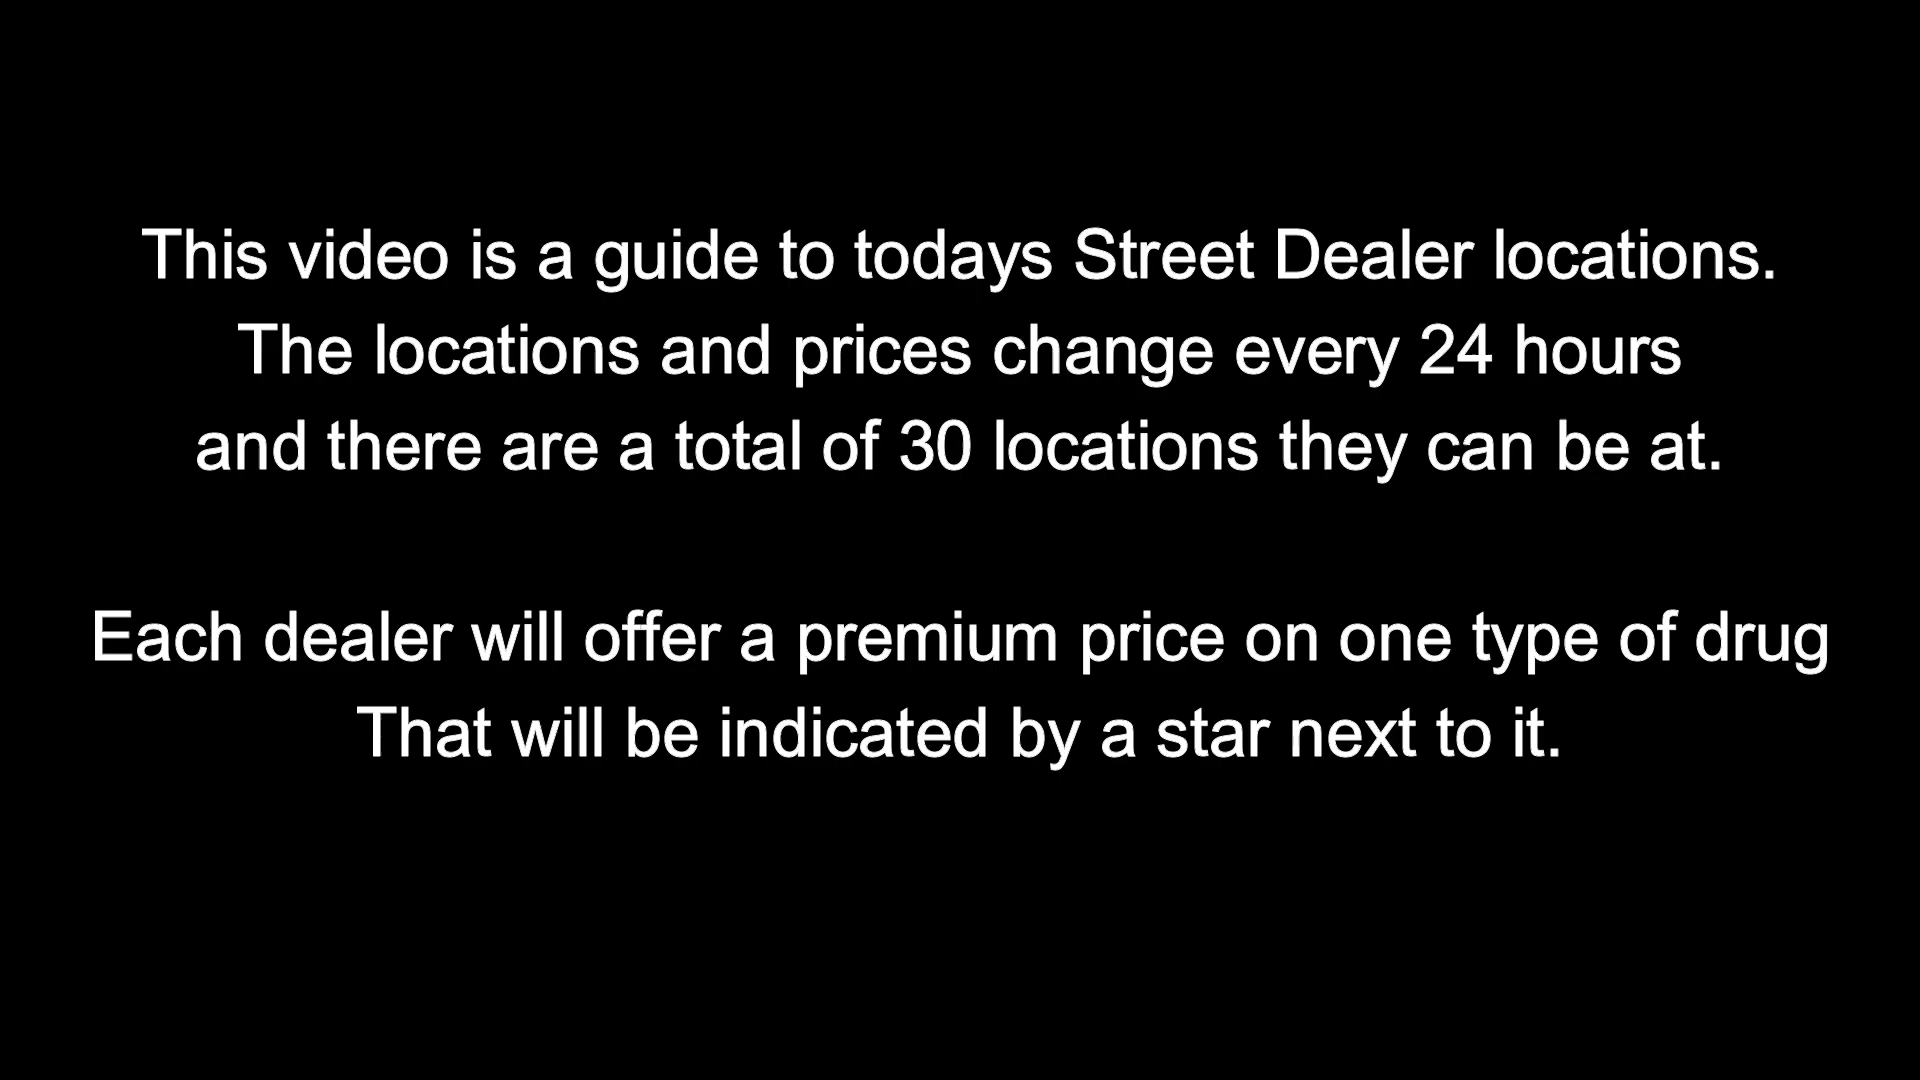 This video is a guide to todays Street Dealer locations.
The locations and prices change every 24 hours
and there are a total of 30 locations they can be at.
Each dealer will offer a premium price on one type of drug
That will be indicated by a star next to it.